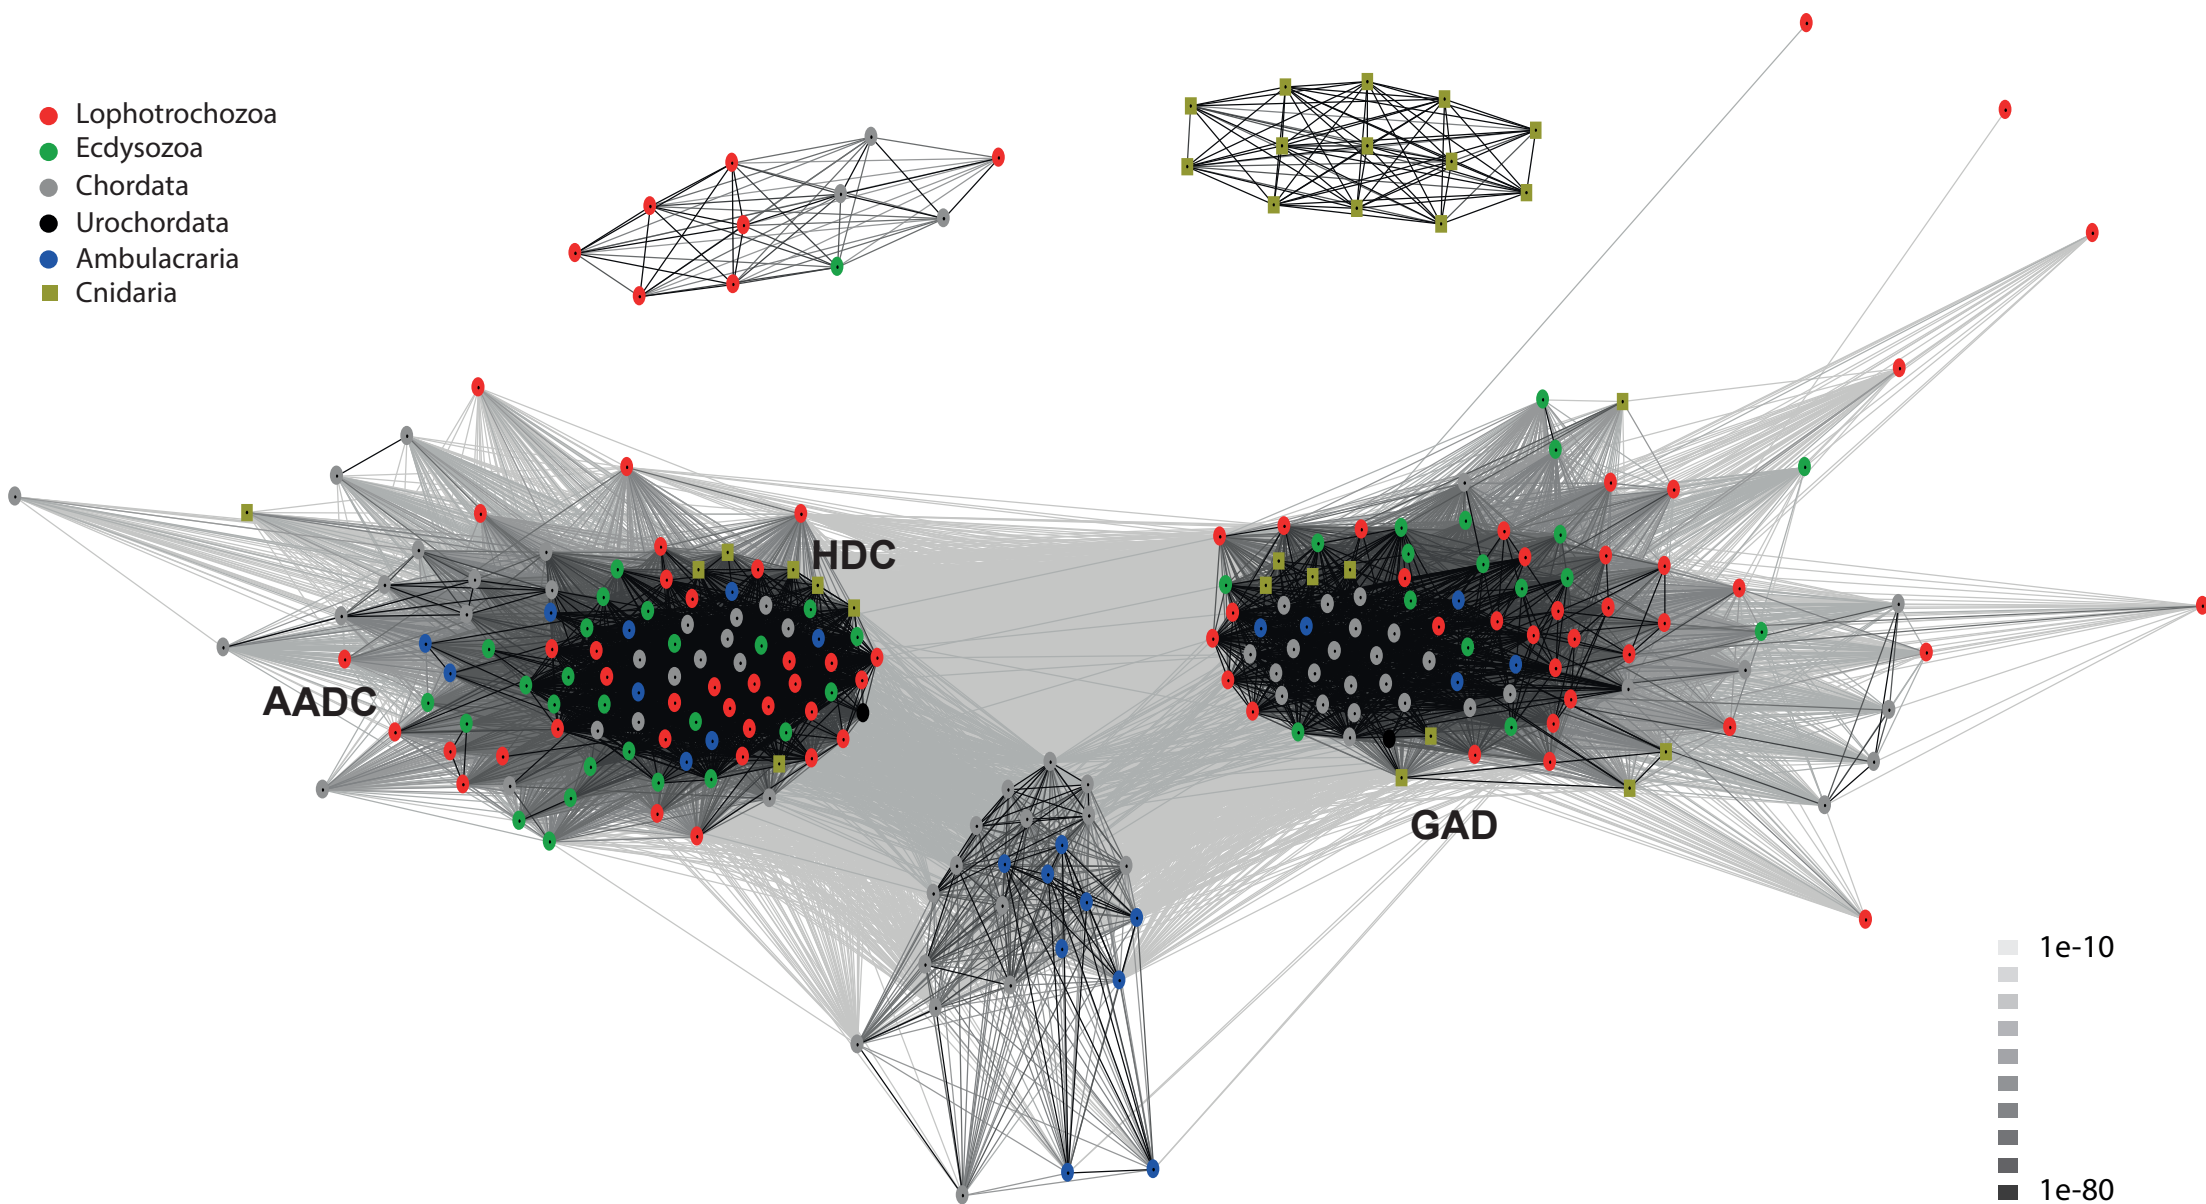 Lophotrochozoa
Ecdysozoa
Chordata
Urochordata
Ambulacraria
Cnidaria
HDC
AADC
GAD
1e-10
1e-80